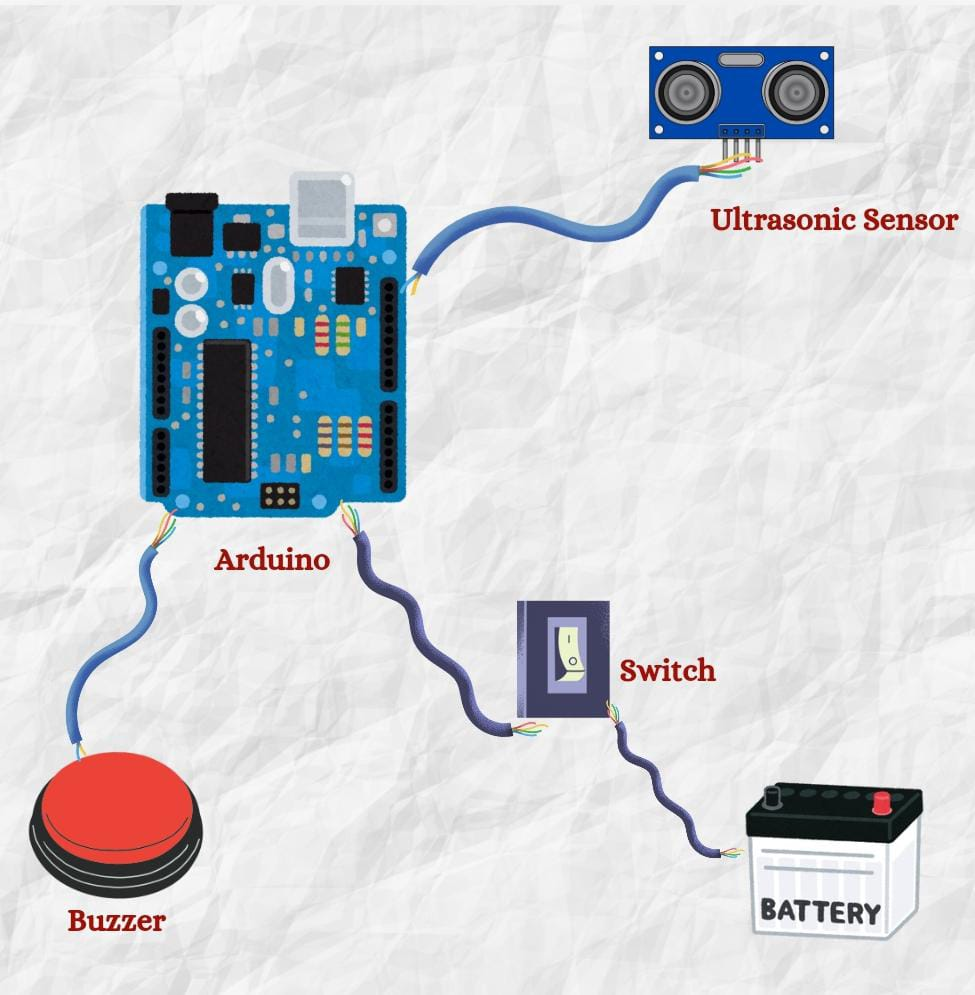 Ultrasonic Sensor
Arduino
Switch
BATTERY
Buzzer